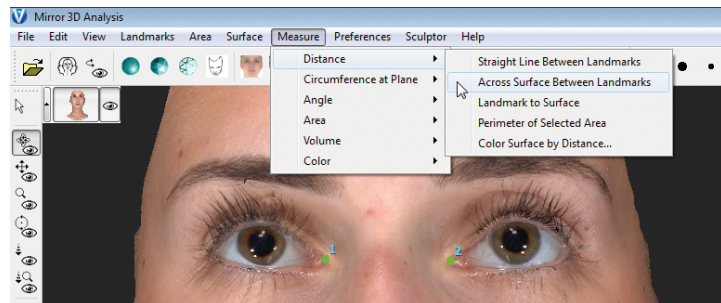 Mirror 3D Analysis
File Edit View Landmarks Area Surface Measure Preferences Sculptor Help
Distance
Circumference at Plane
Angle
Area
Volume
Color
Straight Line Between Landmarks
Across Surface Between Landmarks
Landmark to Surface
Perimeter of Selected Area
Color Surface by Distance...
1 2